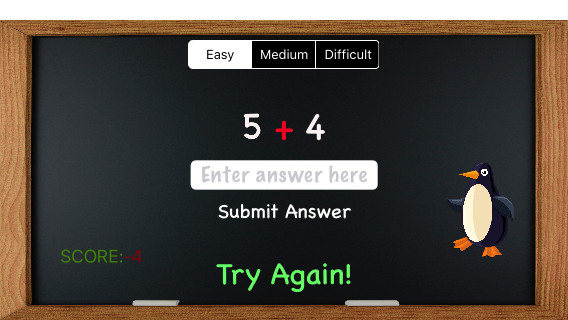 Easy Medium Difficult
5 + 4
Enter answer here
Submit Answer
SCORE: -4
Try Again!